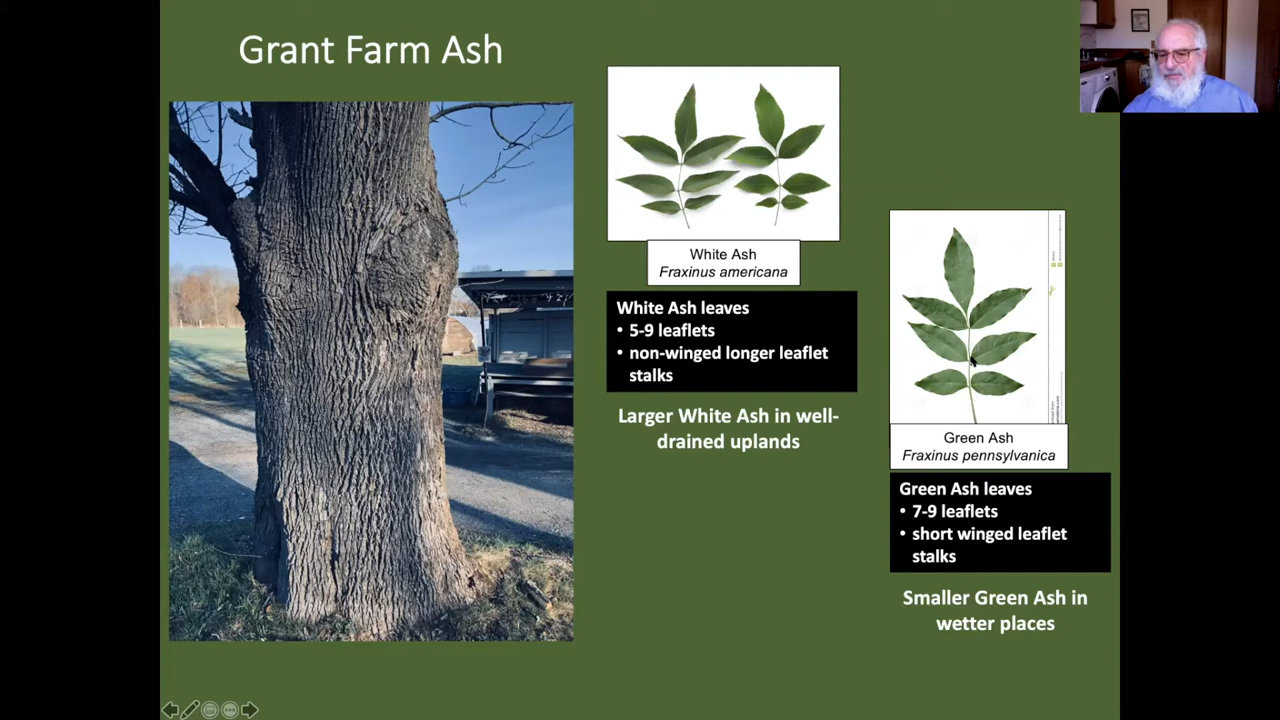 Grant Farm Ash
White Ash
Fraxinus americana
White Ash leaves
• 5-9 leaflets
• non-winged longer leaflet
stalks
Larger White Ash in well-
drained uplands
Green Ash
Fraxinus pennsylvanica
Green Ash leaves
• 7-9 leaflets
• short winged leaflet
stalks
Smaller Green Ash in
wetter places